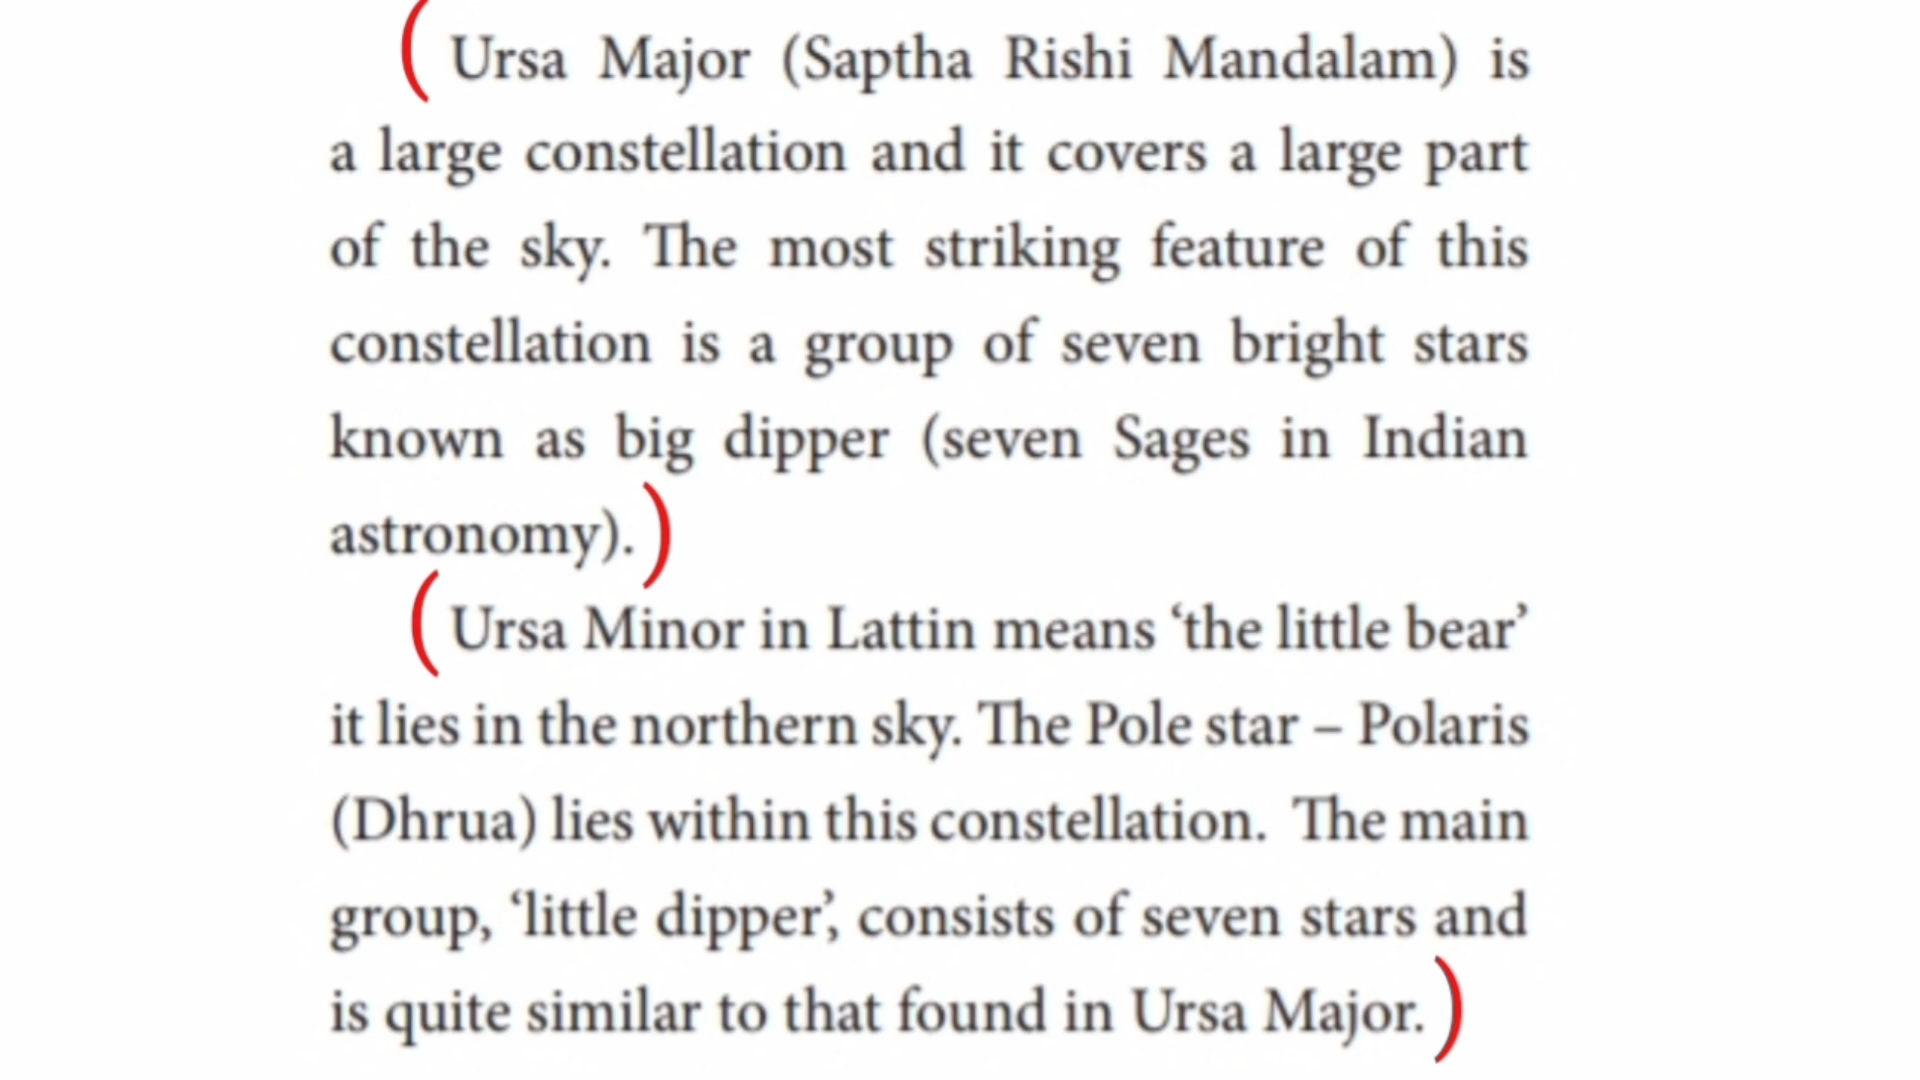 Ursa Major (Saptha Rishi Mandalam) is
a large constellation and it covers a large part
of the sky. The most striking feature of this
constellation is a group of seven bright stars
known as big dipper (seven Sages in Indian
astronomy).
Ursa Minor in Lattin means ‘the little bear’
it lies in the northern sky. The Pole star – Polaris
(Dhrua) lies within this constellation. The main
group, ‘little dipper’, consists of seven stars and
is quite similar to that found in Ursa Major.